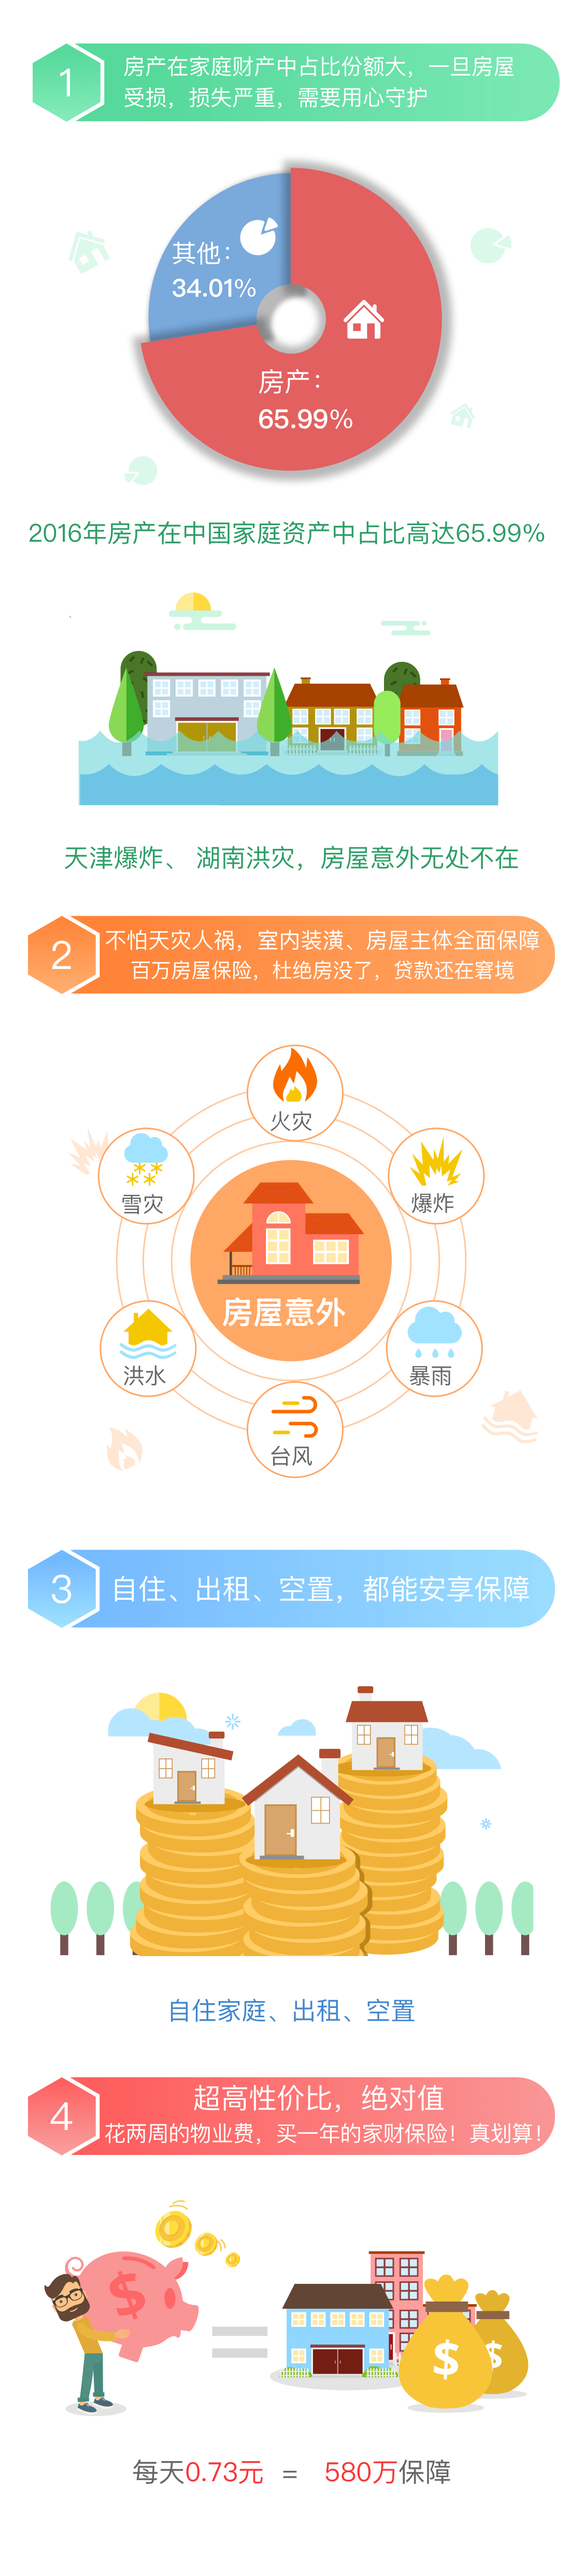 1
房产在家庭财产中占比份额大，一旦房屋
受损，损失严重，需要用心守护
其他：
34.01%
房产：
65.99%
2016年房产在中国家庭资产中占比高达65.99%
天津爆炸、 湖南洪灾，房屋意外无处不在
2
不怕天灾人祸，室内装潢、房屋主体全面保障
百万房屋保险，杜绝房没了，贷款还在窘境
火灾
雪灾
爆炸
房屋意外
洪水
暴雨
台风
3
自住、出租、空置，都能安享保障
自住家庭、出租、空置
4
超高性价比，绝对值
花两周的物业费，买一年的家财保险！真划算！
$
$
$
每天0.73元 = 580万保障